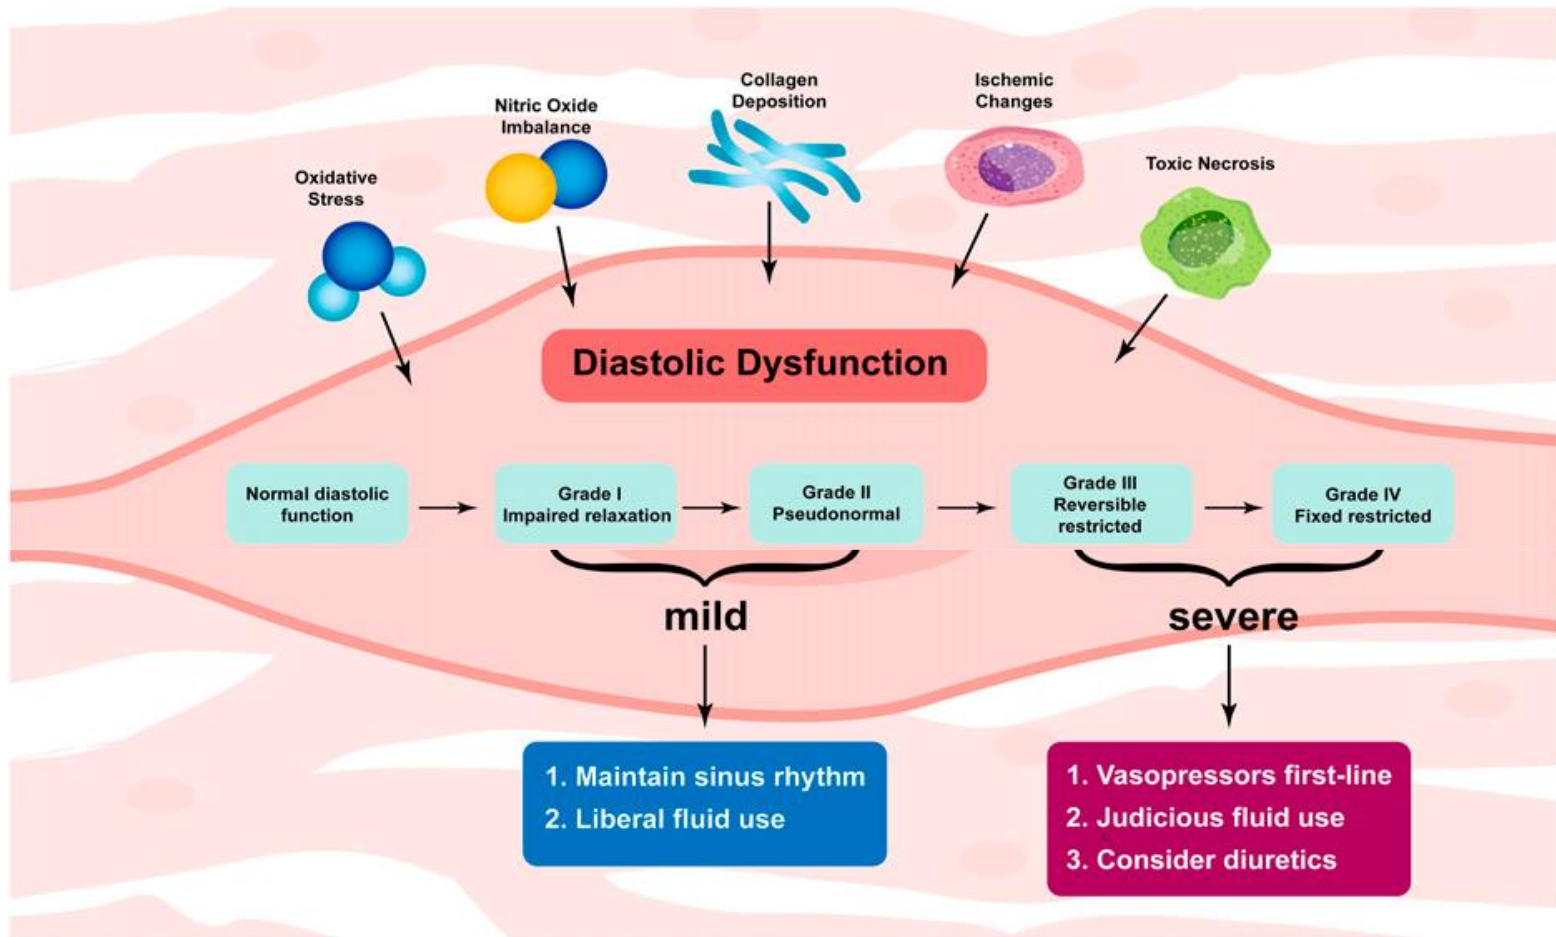 Collagen
Deposition
Ischemic
Changes
Nitric Oxide
Imbalance
Toxic Necrosis
Oxidative
Stress
Diastolic Dysfunction
Normal diastolic
function
Grade I
Impaired relaxation
Grade II
Pseudonormal
Grade III
Reversible
restricted
Grade IV
Fixed restricted
mild
severe
1. Maintain sinus rhythm
2. Liberal fluid use
1. Vasopressors first-line
2. Judicious fluid use
3. Consider diuretics